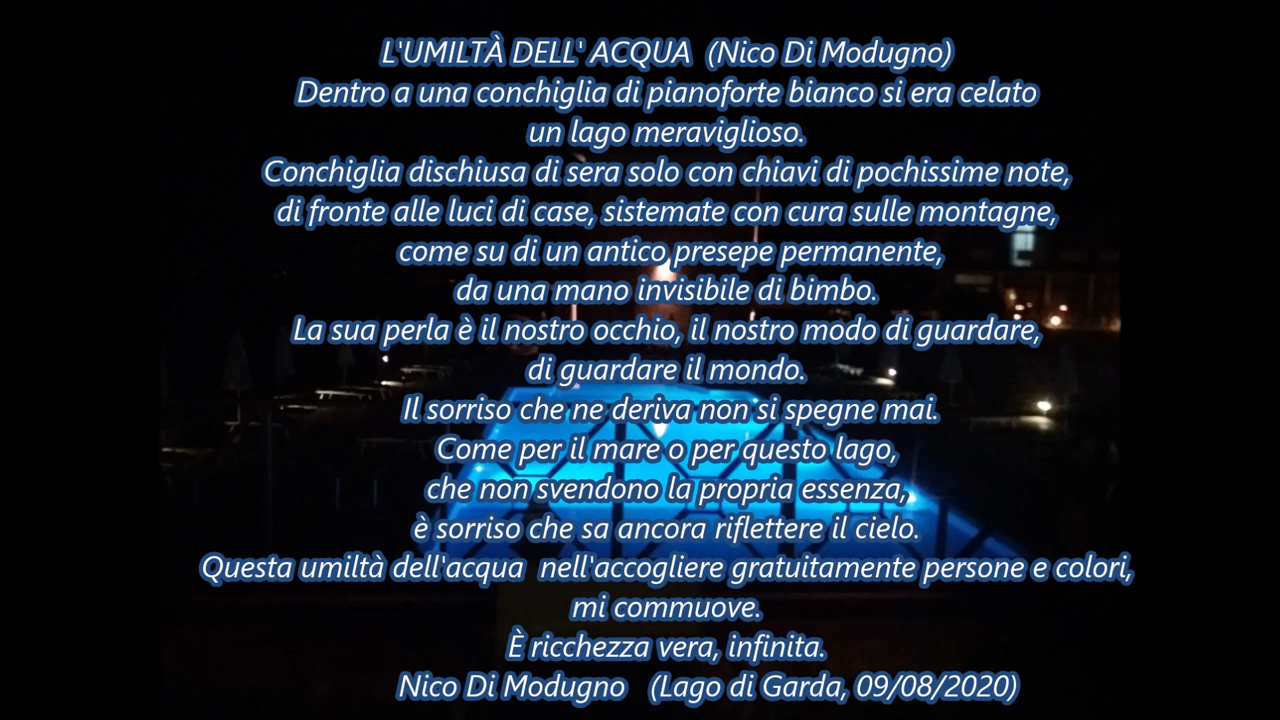 L'UMILTÀ DELL' ACQUA  (Nico Di Modugno)
Dentro a una conchiglia di pianoforte bianco si era celato
un lago meraviglioso.
Conchiglia dischiusa di sera solo con chiavi di pochissime note,
di fronte alle luci di case, sistemate con cura sulle montagne,
come su di un antico presepe permanente,
da una mano invisibile di bimbo.
La sua perla è il nostro occhio, il nostro modo di guardare,
di guardare il mondo.
Il sorriso che ne deriva non si spegne mai.
Come per il mare o per questo lago,
che non svendono la propria essenza,
è sorriso che sa ancora riflettere il cielo.
Questa umiltà dell'acqua  nell'accogliere gratuitamente persone e colori,
mi commuove.
È ricchezza vera, infinita.
Nico Di Modugno   (Lago di Garda, 09/08/2020)